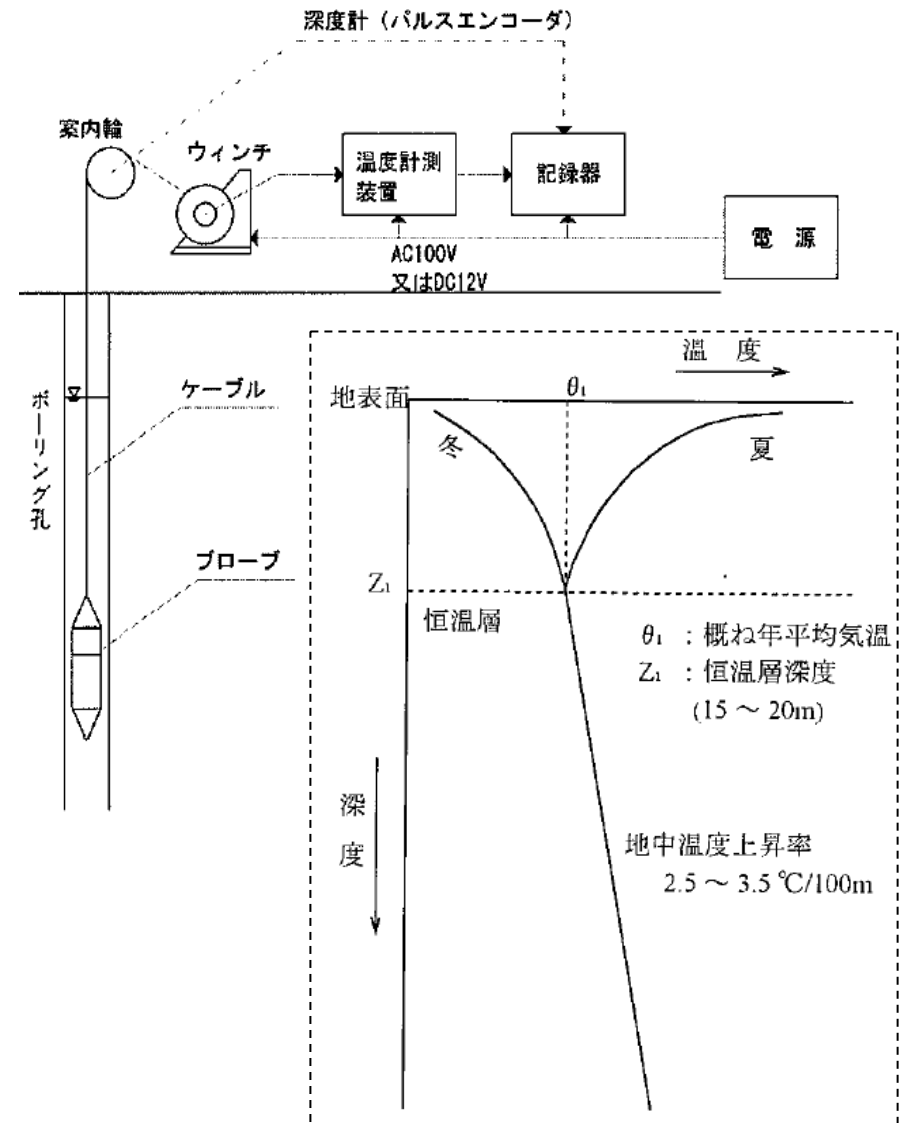 深度計（パルスエンコーダ）
案内輪
ウィンチ
温度計測
装置
記録器
電　源
AC100V
又はDC12V
ボーリング孔
ケーブル
プローブ
温　度
θ₁
地表面
冬
夏
Z₁
恒温層
θ₁ ：概ね年平均気温
Z₁ ：恒温層深度
(15 ～ 20m)
深度
地中温度上昇率
2.5 ～ 3.5 ℃/100m